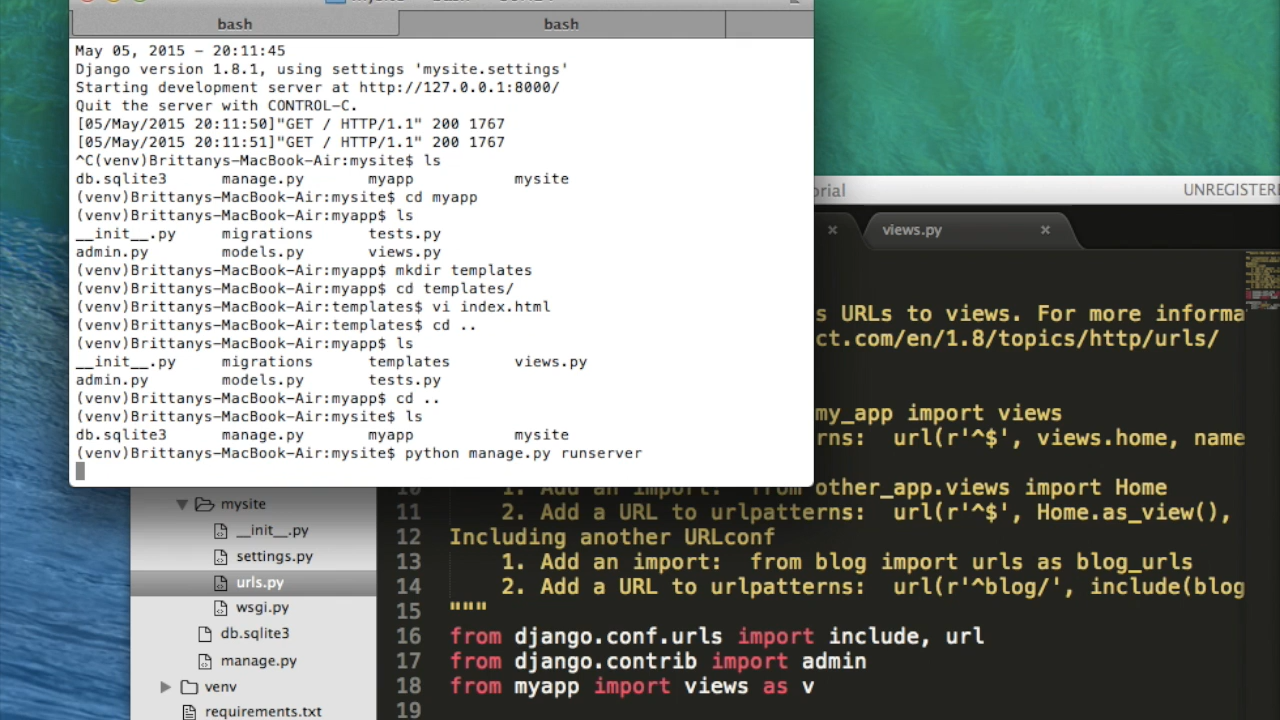 bash
bash
May 05, 2015 - 20:11:45
Django version 1.8.1, using settings 'mysite.settings'
Starting development server at http://127.0.0.1:8000/
Quit the server with CONTROL-C.
[05/May/2015 20:11:50]"GET / HTTP/1.1" 200 1767
[05/May/2015 20:11:51]"GET / HTTP/1.1" 200 1767
^C(venv)Brittanys-MacBook-Air:mysite$ ls
db.sqlite3 manage.py myapp mysite
(venv)Brittanys-MacBook-Air:mysite$ cd myapp
(venv)Brittanys-MacBook-Air:myapp$ ls
__init__.py migrations tests.py
admin.py models.py views.py
(venv)Brittanys-MacBook-Air:myapp$ mkdir templates
(venv)Brittanys-MacBook-Air:myapp$ cd templates/
(venv)Brittanys-MacBook-Air:templates$ vi index.html
(venv)Brittanys-MacBook-Air:templates$ cd ..
(venv)Brittanys-MacBook-Air:myapp$ ls
__init__.py migrations templates views.py
admin.py models.py tests.py
(venv)Brittanys-MacBook-Air:myapp$ cd ..
(venv)Brittanys-MacBook-Air:mysite$ ls
db.sqlite3 manage.py myapp mysite
(venv)Brittanys-MacBook-Air:mysite$ python manage.py runserver
orial UNREGISTERE
views.py
s URLs to views. For more informa
ct.com/en/1.8/topics/http/urls/
my_app import views
rns: url(r'^$', views.home, name
mysite
__init__.py
settings.py
urls.py
wsgi.py
db.sqlite3
manage.py
venv
requirements.txt
10 1. Add an import: from other_app.views import Home
11 2. Add a URL to urlpatterns: url(r'^$', Home.as_view(),
12 Including another URLconf
13 1. Add an import: from blog import urls as blog_urls
14 2. Add a URL to urlpatterns: url(r'^blog/', include(blog
15 """
16 from django.conf.urls import include, url
17 from django.contrib import admin
18 from myapp import views as v
19